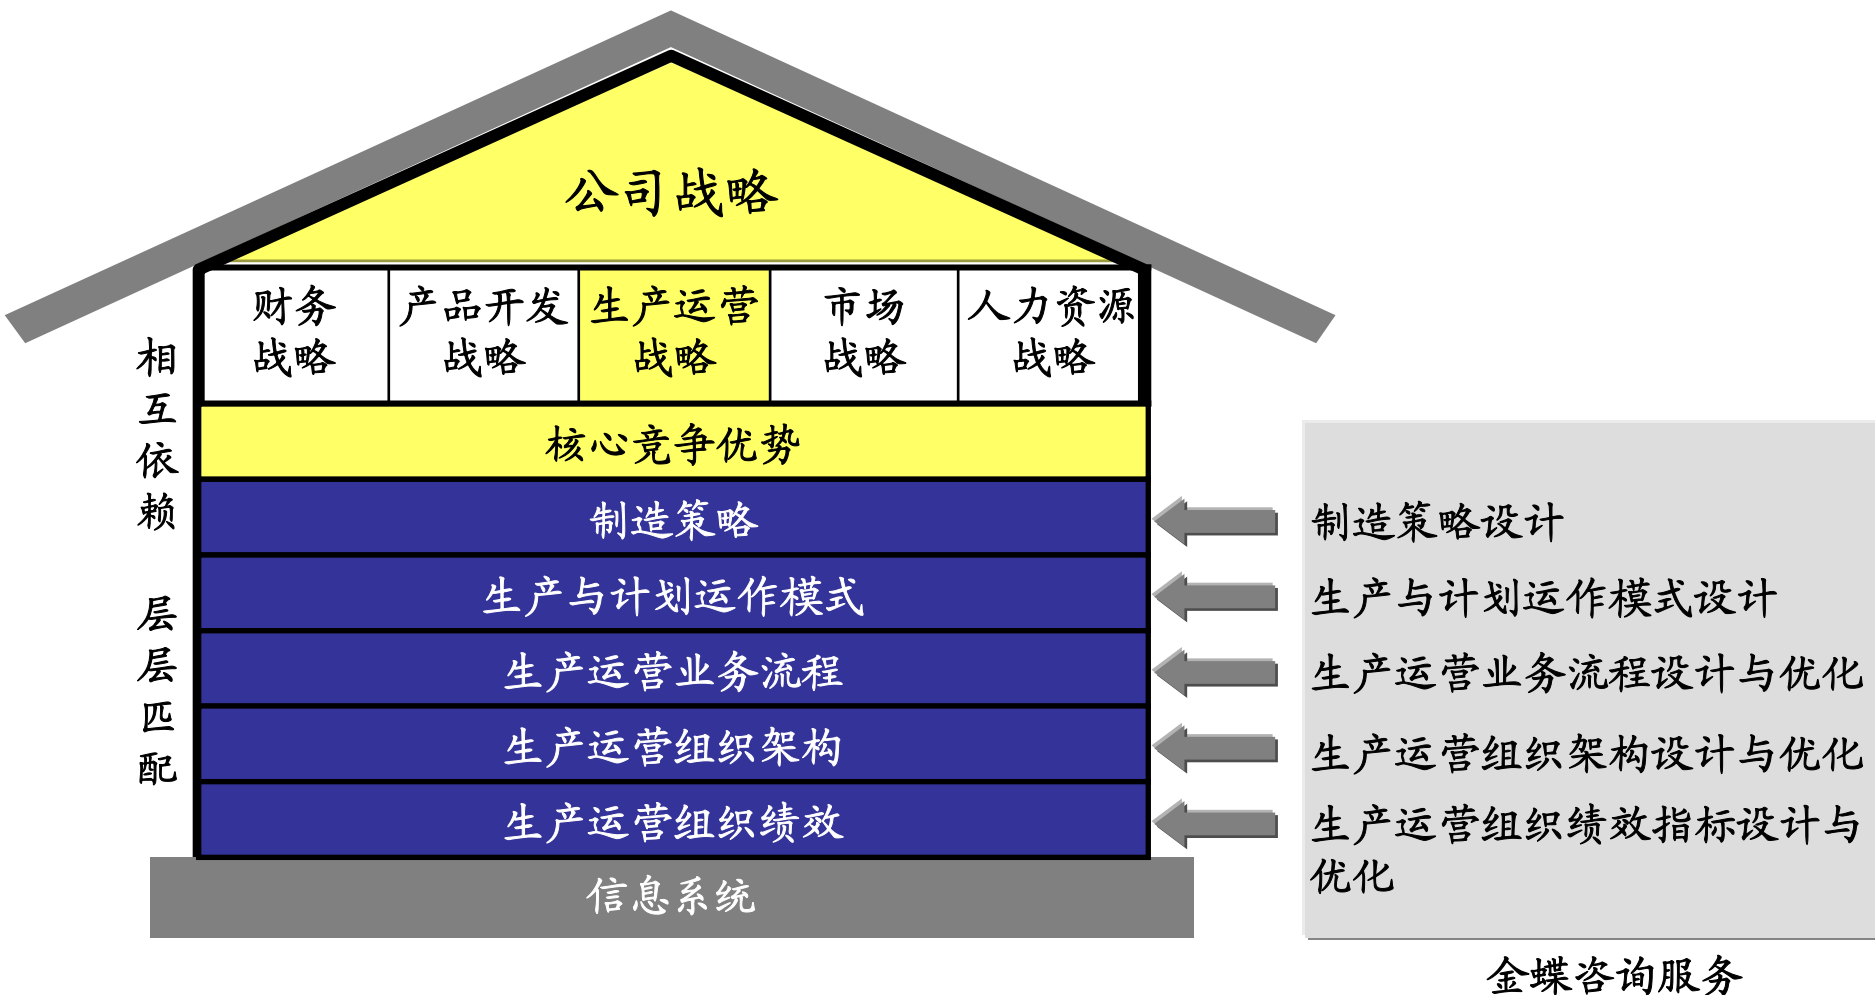 公司战略
财务
战略
产品开发
战略
生产运营
战略
市场
战略
人力资源
战略
核心竞争优势
制造策略
生产与计划运作模式
生产运营业务流程
生产运营组织架构
生产运营组织绩效
信息系统
相
互
依
赖
层
层
匹
配
制造策略设计
生产与计划运作模式设计
生产运营业务流程设计与优化
生产运营组织架构设计与优化
生产运营组织绩效指标设计与
优化
金蝶咨询服务